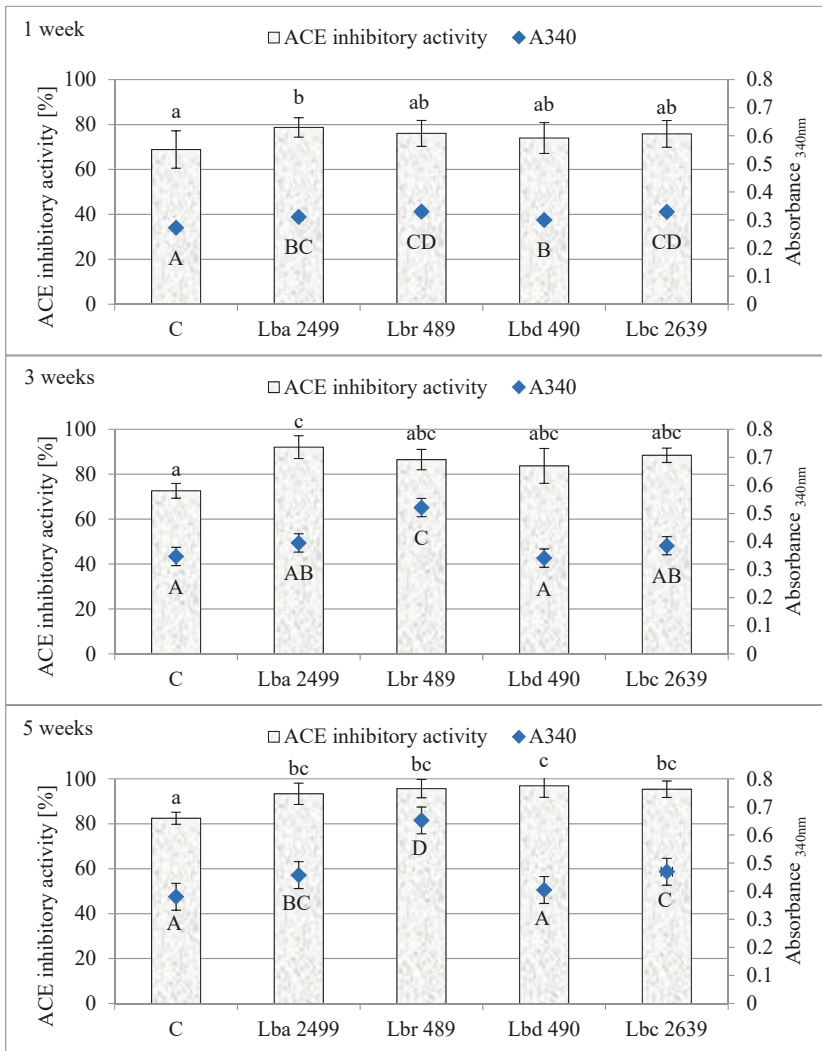 1 week
ACE inhibitory activity A340
ACE inhibitory activity [%]
100
80
60
40
20
0
a b ab ab ab
A BC CD B CD
0.8
0.7
0.6
0.5
0.4
0.3
0.2
0.1
0
Absorbance 340nm
C Lba 2499 Lbr 489 Lbd 490 Lbc 2639
3 weeks
ACE inhibitory activity A340
ACE inhibitory activity [%]
100
80
60
40
20
0
a c abc abc abc
A AB C A AB
0.8
0.7
0.6
0.5
0.4
0.3
0.2
0.1
0
Absorbance 340nm
C Lba 2499 Lbr 489 Lbd 490 Lbc 2639
5 weeks
ACE inhibitory activity A340
ACE inhibitory activity [%]
100
80
60
40
20
0
a bc bc c bc
A BC D A C
0.8
0.7
0.6
0.5
0.4
0.3
0.2
0.1
0
Absorbance 340nm
C Lba 2499 Lbr 489 Lbd 490 Lbc 2639